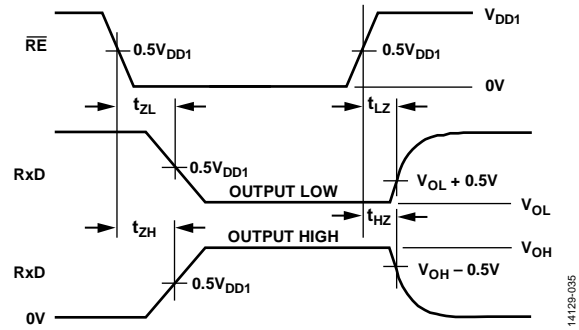 VDD1
RE
0.5VDD1
0.5VDD1
0V
tZL
tLZ
RxD
0.5VDD1
OUTPUT LOW
VOL + 0.5V
VOL
tZH
tHZ
OUTPUT HIGH
VOH
RxD
0.5VDD1
VOH – 0.5V
0V
14129-035